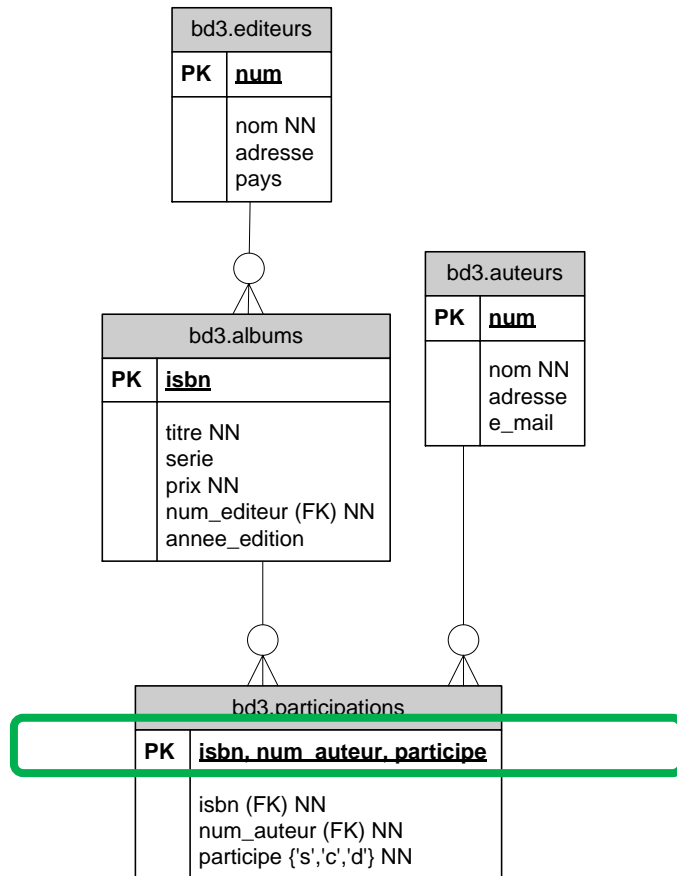 bd3.editeurs
PK num
nom NN
adresse
pays
bd3.auteurs
PK num
nom NN
adresse
e_mail
bd3.albums
PK isbn
titre NN
serie
prix NN
num_editeur (FK) NN
annee_edition
bd3.participations
PK isbn, num_auteur, participe
isbn (FK) NN
num_auteur (FK) NN
participe {'s','c','d'} NN